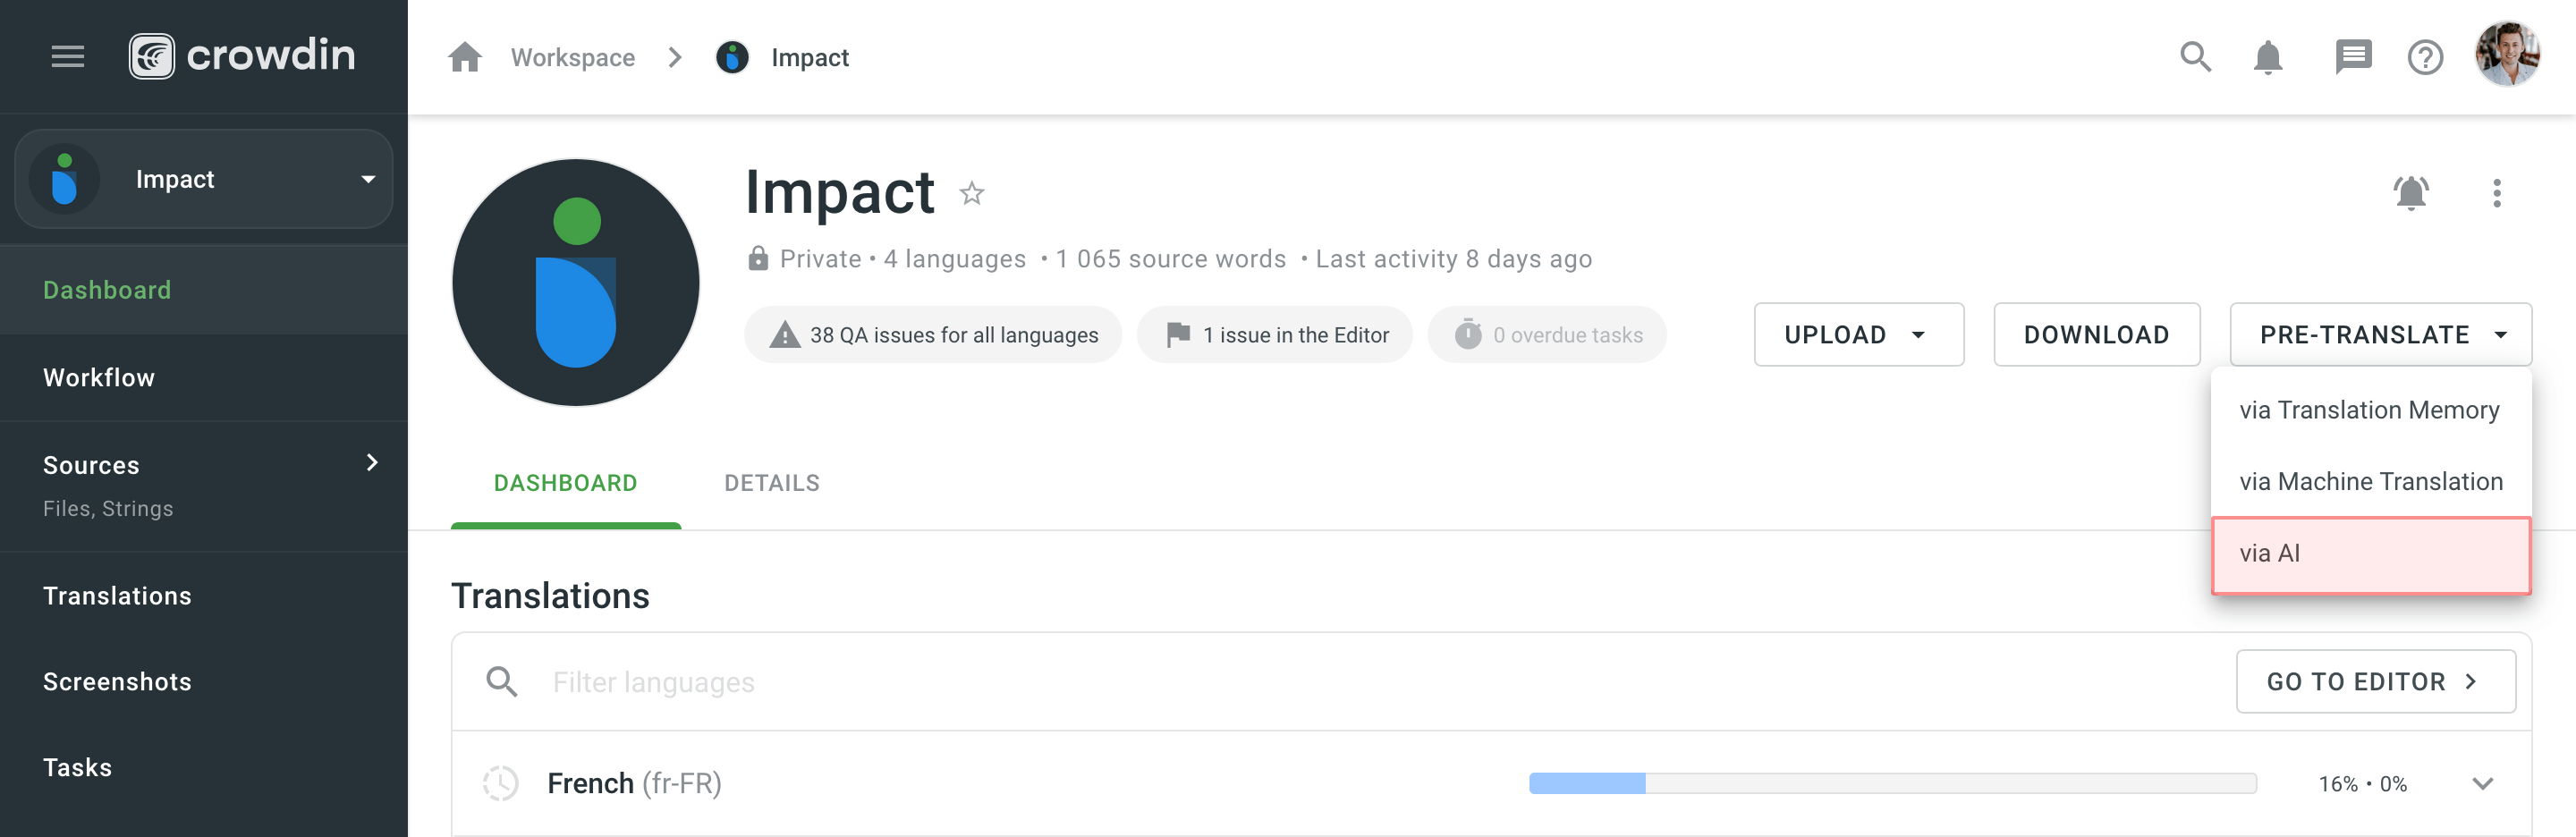 crowdin
Workspace
Impact
Impact
Impact
Private • 4 languages • 1 065 source words • Last activity 8 days ago
38 QA issues for all languages
1 issue in the Editor
0 overdue tasks
UPLOAD
DOWNLOAD
PRE-TRANSLATE
via Translation Memory
via Machine Translation
via AI
Dashboard
Workflow
Sources
Files, Strings
Translations
Screenshots
Tasks
DASHBOARD
DETAILS
Translations
Filter languages
GO TO EDITOR
French (fr-FR)
16% • 0%